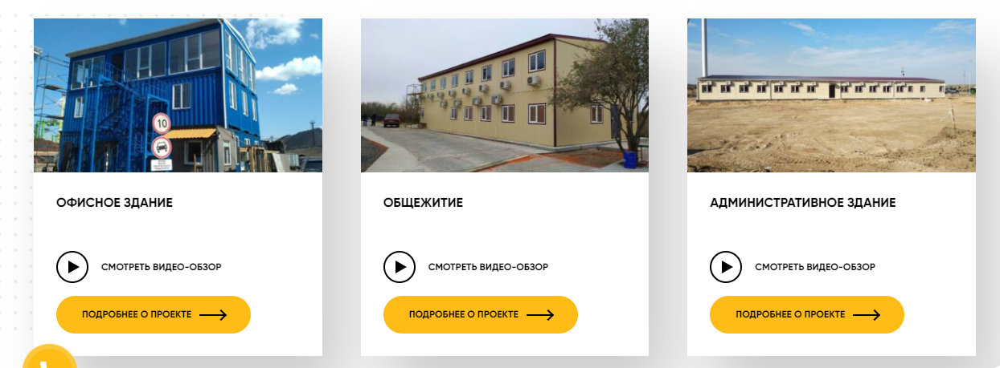 10
ОФИСНОЕ ЗДАНИЕ
СМОТРЕТЬ ВИДЕО-ОБЗОР
ПОДРОБНЕЕ О ПРОЕКТЕ
ОБЩЕЖИТИЕ
СМОТРЕТЬ ВИДЕО-ОБЗОР
ПОДРОБНЕЕ О ПРОЕКТЕ
АДМИНИСТРАТИВНОЕ ЗДАНИЕ
СМОТРЕТЬ ВИДЕО-ОБЗОР
ПОДРОБНЕЕ О ПРОЕКТЕ